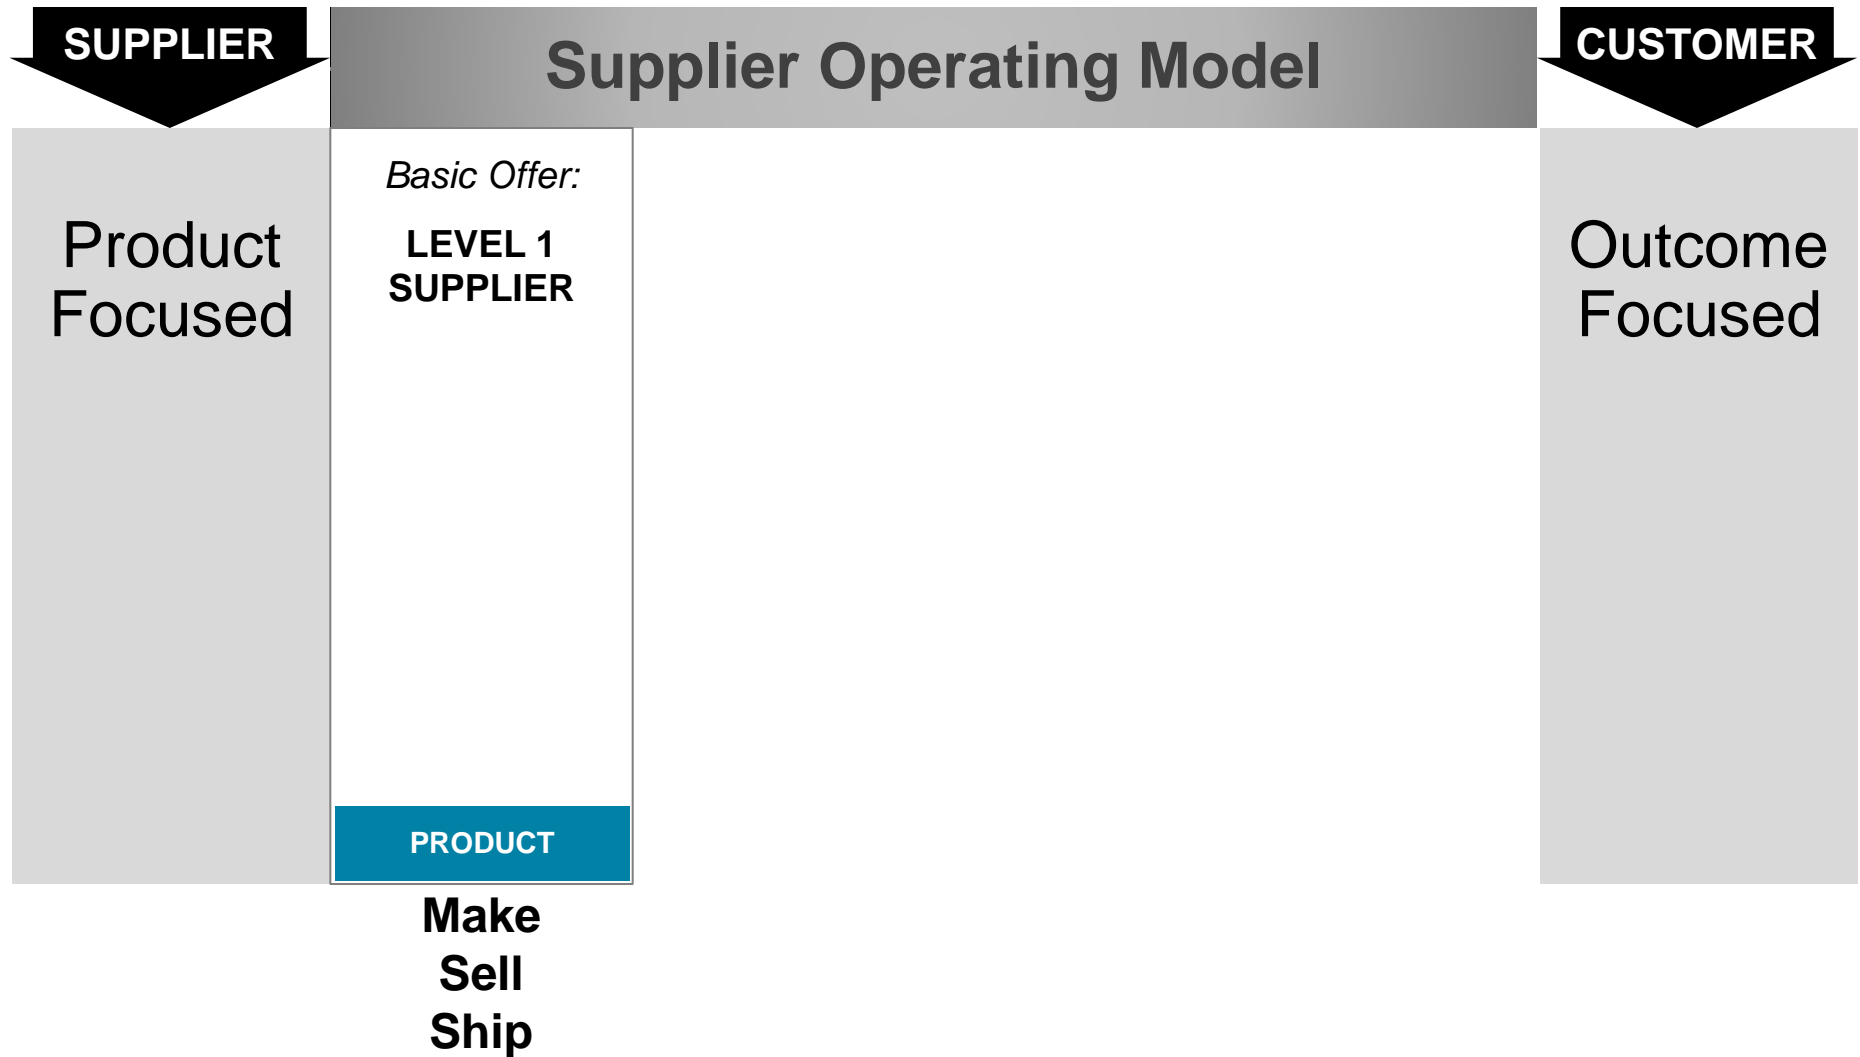 SUPPLIER
Supplier Operating Model
CUSTOMER
Product
Focused
Basic Offer:
LEVEL 1
SUPPLIER
PRODUCT
Make
Sell
Ship
Outcome
Focused